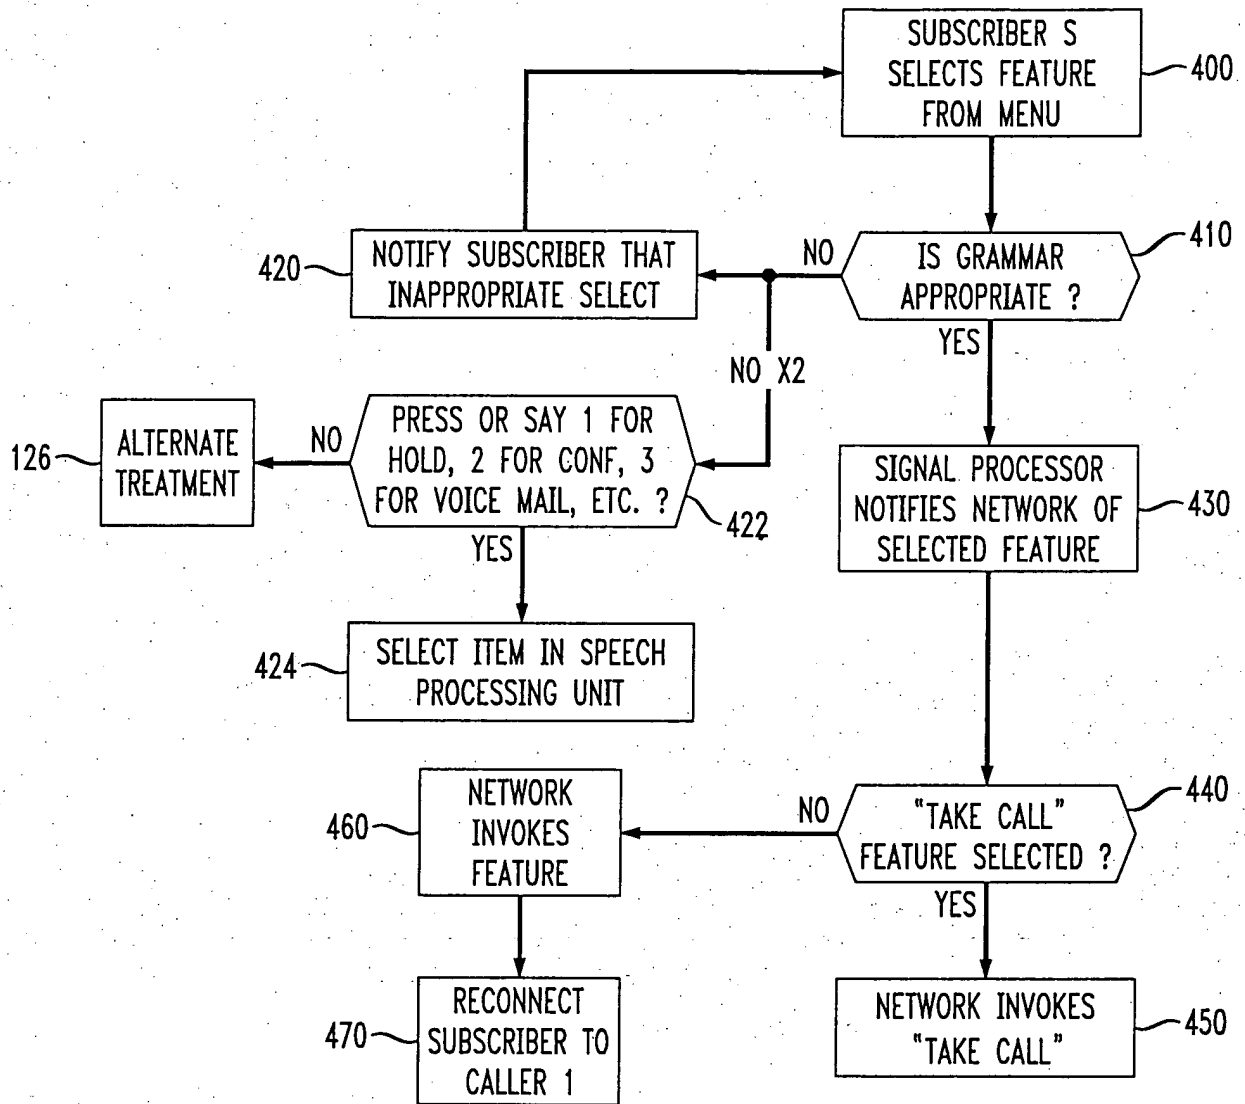 SUBSCRIBER S
SELECTS FEATURE
FROM MENU
400
NOTIFY SUBSCRIBER THAT
INAPPROPRIATE SELECT
420
NO
IS GRAMMAR
APPROPRIATE ?
410
YES
NO X2
126
ALTERNATE
TREATMENT
NO
PRESS OR SAY 1 FOR
HOLD, 2 FOR CONF, 3
FOR VOICE MAIL, ETC. ?
422
YES
SIGNAL PROCESSOR
NOTIFIES NETWORK OF
SELECTED FEATURE
430
424
SELECT ITEM IN SPEECH
PROCESSING UNIT
460
NETWORK
INVOKES
FEATURE
NO
"TAKE CALL"
FEATURE SELECTED ?
440
YES
470
RECONNECT
SUBSCRIBER TO
CALLER 1
NETWORK INVOKES
"TAKE CALL"
450